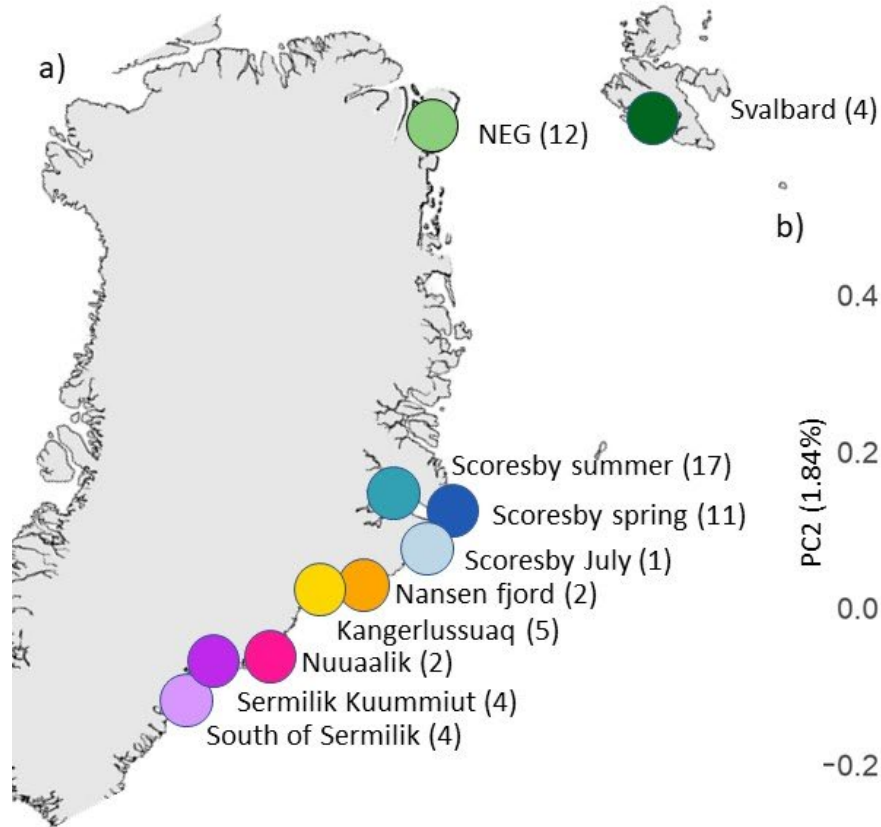 a)
NEG (12)
Svalbard (4)
Scoresby summer (17)
Scoresby spring (11)
Scoresby July (1)
Nansen fjord (2)
Kangerlussuaq (5)
Nuuaalik (2)
Sermilik Kuummiut (4)
South of Sermilik (4)
b)
PC2 (1.84%)
0.4
0.2
0.0
−0.2